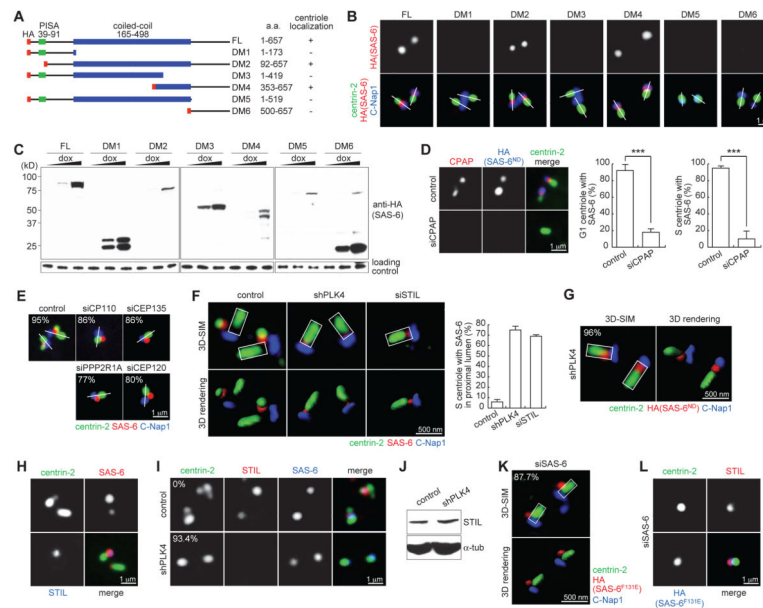 A
PISA
coiled-coil
centriole
HA 39-91
165-498
a.a.
localization
FL 1-657 +
DM1 1-173 -
DM2 92-657 +
DM3 1-419 -
DM4 353-657 +
DM5 1-519 -
DM6 500-657 -
B
FL DM1 DM2 DM3 DM4 DM5 DM6
HA(SAS-6)
centrin-2
HA(SAS-6)
C-Nap1
1 μm
C
FL DM1 DM2 DM3 DM4 DM5 DM6
(kD) dox dox dox dox dox dox dox
100
75
50
37
25
anti-HA
(SAS-6)
loading
control
D
CPAP
HA
(SAS-6ND)
centrin-2
merge
control
siCPAP
1 μm
G1 centriole with
SAS-6 (%)
100
80
60
40
20
0
***
control
siCPAP
S centriole with
SAS-6 (%)
100
80
60
40
20
0
***
control
siCPAP
E
control siCP110 siCEP135
95% 86% 86%
siPPP2R1A siCEP120
77% 80%
1 μm
centrin-2 SAS-6 C-Nap1
F
control shPLK4 siSTIL
3D-SIM
3D rendering
500 nm
centrin-2 SAS-6 C-Nap1
S centriole with SAS-6
in proximal lumen (%)
100
80
60
40
20
0
control
shPLK4
siSTIL
G
3D-SIM 3D rendering
96%
shPLK4
500 nm
centrin-2 HA(SAS-6ND) C-Nap1
H
centrin-2 SAS-6
1 μm
STIL merge
I
centrin-2 STIL SAS-6 merge
control
0%
shPLK4
93.4%
1 μm
J
control
shPLK4
STIL
α-tub
K
siSAS-6
87.7%
3D-SIM
3D rendering
500 nm
centrin-2
HA
(SAS-6F131E)
C-Nap1
L
centrin-2 STIL
siSAS-6
1 μm
HA
(SAS-6F131E)
merge